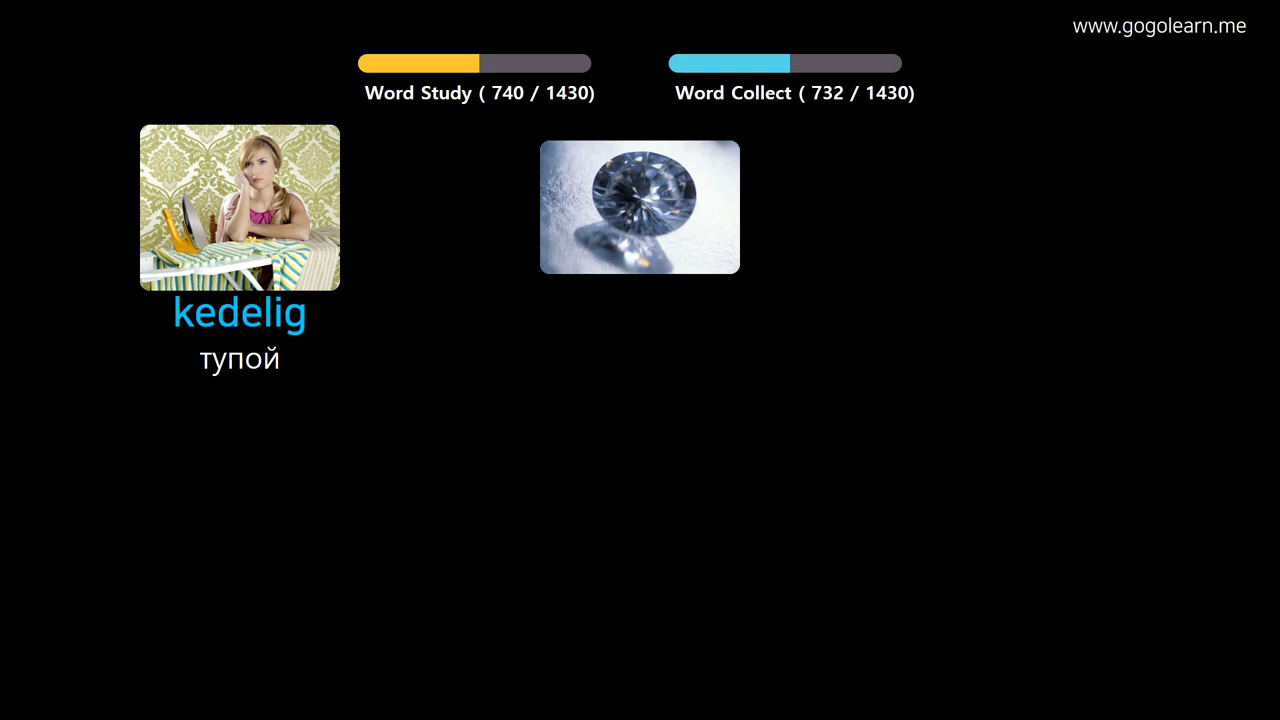 www.gogolearn.me
Word Study ( 740 / 1430)
Word Collect ( 732 / 1430)
kedelig
тупой